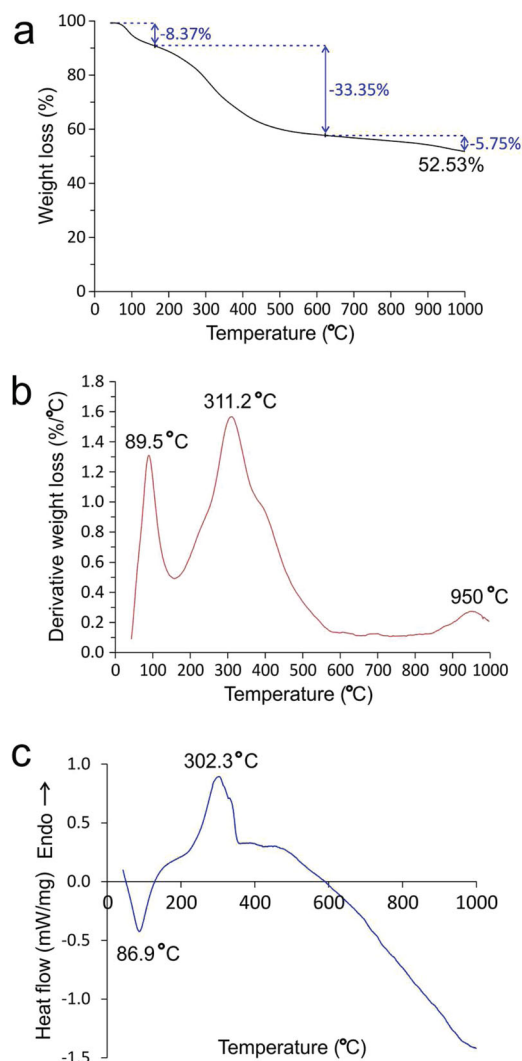 a
100
80
60
40
20
0
-8.37%
-33.35%
-5.75%
52.53%
0 100 200 300 400 500 600 700 800 900 1000
Weight loss (%)
Temperature (°C)
b
1.8
1.6
1.4
1.2
1.0
0.8
0.6
0.4
0.2
0.0
89.5 °C
311.2 °C
950 °C
0 100 200 300 400 500 600 700 800 900 1000
Derivative weight loss (%/°C)
Temperature (°C)
c
1.0
0.5
0.0
-0.5
-1.0
-1.5
302.3 °C
86.9 °C
200 400 600 800 1000
Heat flow (mW/mg) Endo →
Temperature (°C)